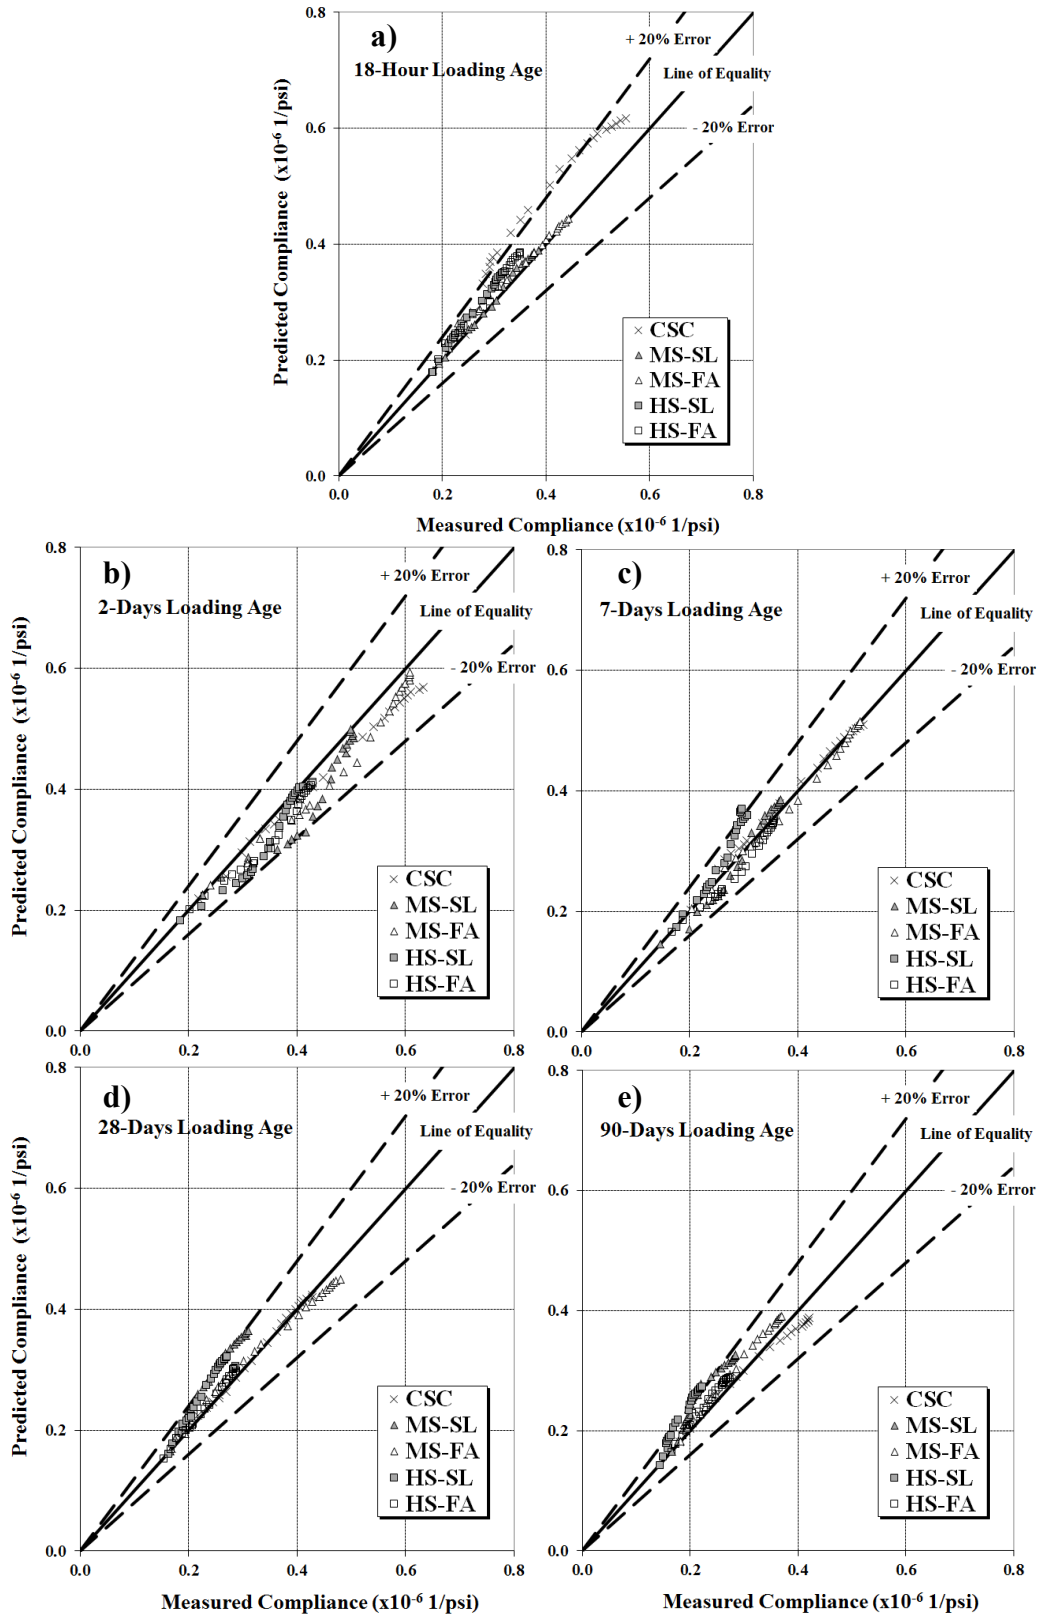 a)
18-Hour Loading Age
+ 20% Error
Line of Equality
- 20% Error
Predicted Compliance (x10⁻⁶ 1/psi)
0.8
0.6
0.4
0.2
0.0
0.0 0.2 0.4 0.6 0.8
CSC
MS-SL
MS-FA
HS-SL
HS-FA
Measured Compliance (x10⁻⁶ 1/psi)
b)
2-Days Loading Age
+ 20% Error
Line of Equality
- 20% Error
Predicted Compliance (x10⁻⁶ 1/psi)
0.8
0.6
0.4
0.2
0.0
0.0 0.2 0.4 0.6 0.8
CSC
MS-SL
MS-FA
HS-SL
HS-FA
c)
7-Days Loading Age
+ 20% Error
Line of Equality
- 20% Error
0.8
0.6
0.4
0.2
0.0
0.0 0.2 0.4 0.6 0.8
CSC
MS-SL
MS-FA
HS-SL
HS-FA
d)
28-Days Loading Age
+ 20% Error
Line of Equality
- 20% Error
Predicted Compliance (x10⁻⁶ 1/psi)
0.8
0.6
0.4
0.2
0.0
0.0 0.2 0.4 0.6 0.8
CSC
MS-SL
MS-FA
HS-SL
HS-FA
Measured Compliance (x10⁻⁶ 1/psi)
e)
90-Days Loading Age
+ 20% Error
Line of Equality
- 20% Error
0.8
0.6
0.4
0.2
0.0
0.0 0.2 0.4 0.6 0.8
CSC
MS-SL
MS-FA
HS-SL
HS-FA
Measured Compliance (x10⁻⁶ 1/psi)